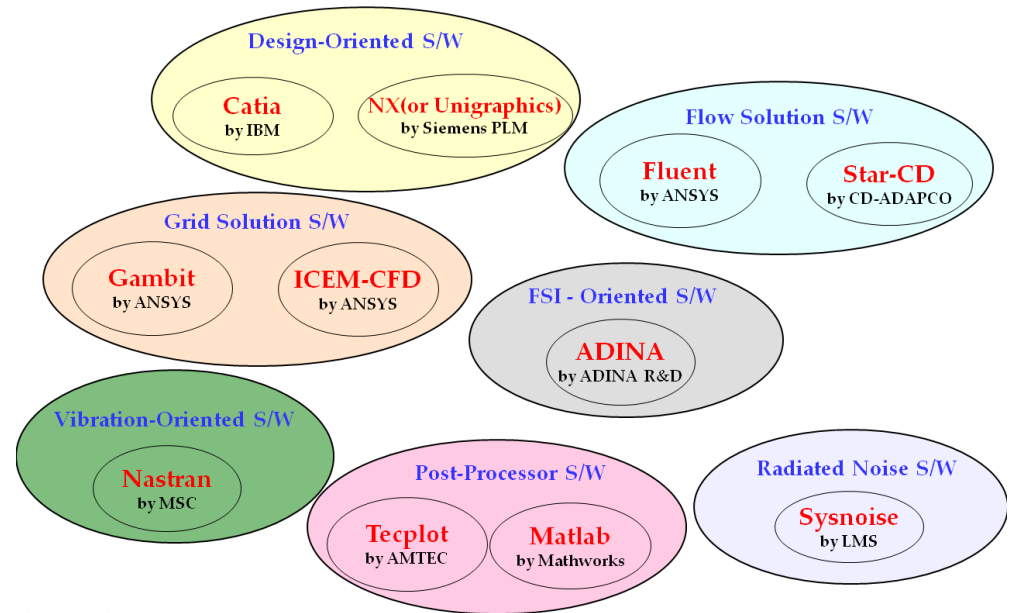 Design-Oriented S/W
Catia
by IBM
NX(or Unigraphics)
by Siemens PLM
Flow Solution S/W
Fluent
by ANSYS
Star-CD
by CD-ADAPCO
Grid Solution S/W
Gambit
by ANSYS
ICEM-CFD
by ANSYS
FSI - Oriented S/W
ADINA
by ADINA R&D
Vibration-Oriented S/W
Nastran
by MSC
Post-Processor S/W
Tecplot
by AMTEC
Matlab
by Mathworks
Radiated Noise S/W
Sysnoise
by LMS